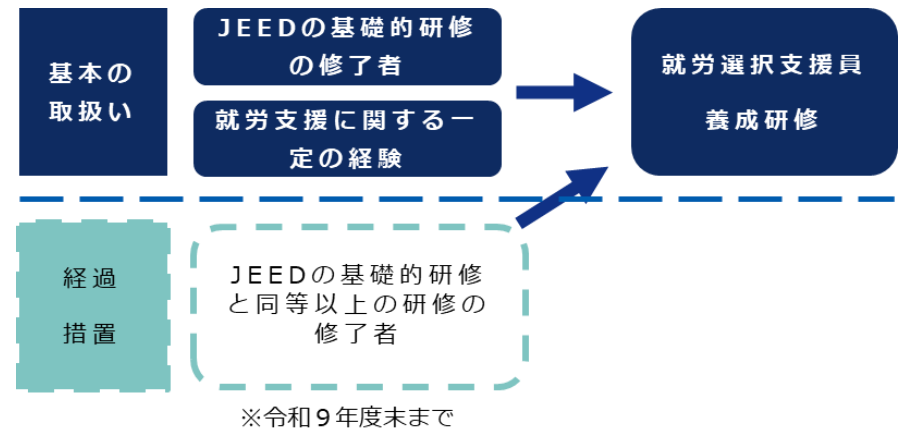 基本の
取扱い
JEEDの基礎的研修
の修了者
就労支援に関する一
定の経験
就労選択支援員
養成研修
経過
措置
JEEDの基礎的研修
と同等以上の研修の
修了者
※令和9年度末まで